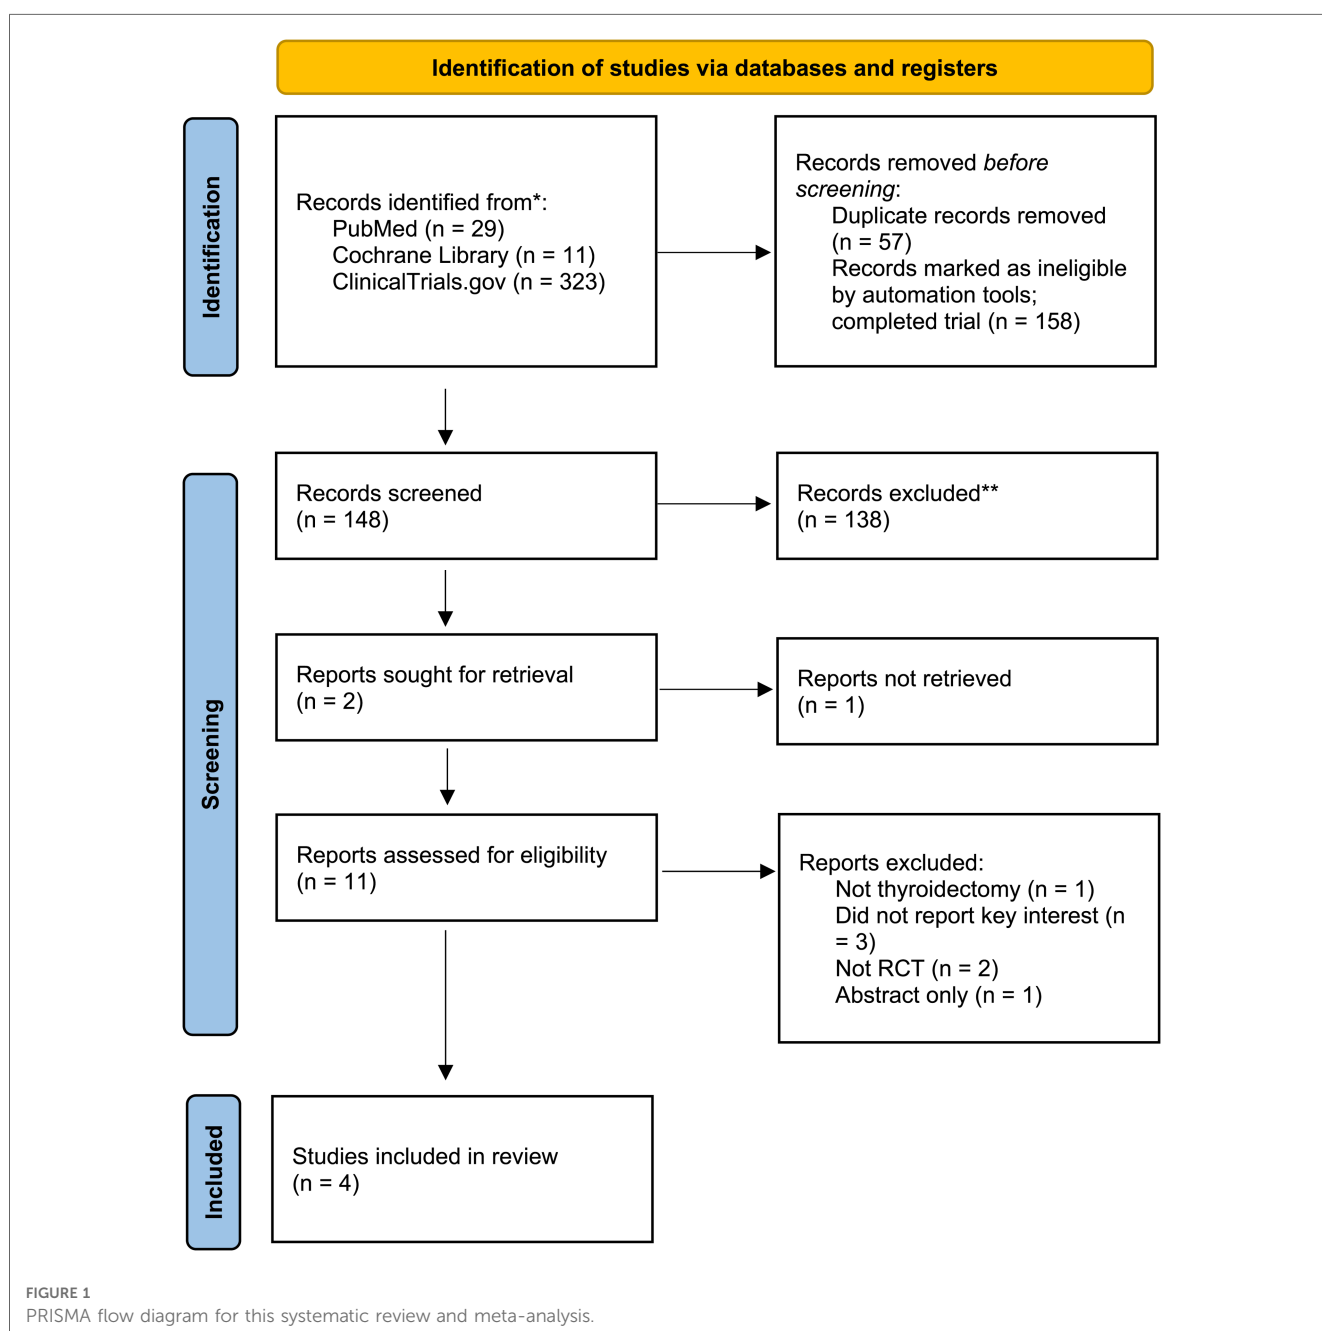 Identification of studies via databases and registers
Identification
Records identified from*:
PubMed (n = 29)
Cochrane Library (n = 11)
ClinicalTrials.gov (n = 323)
Records removed before
screening:
Duplicate records removed
(n = 57)
Records marked as ineligible
by automation tools;
completed trial (n = 158)
Screening
Records screened
(n = 148)
Records excluded**
(n = 138)
Reports sought for retrieval
(n = 2)
Reports not retrieved
(n = 1)
Reports assessed for eligibility
(n = 11)
Reports excluded:
Not thyroidectomy (n = 1)
Did not report key interest (n
= 3)
Not RCT (n = 2)
Abstract only (n = 1)
Included
Studies included in review
(n = 4)
FIGURE 1
PRISMA flow diagram for this systematic review and meta-analysis.